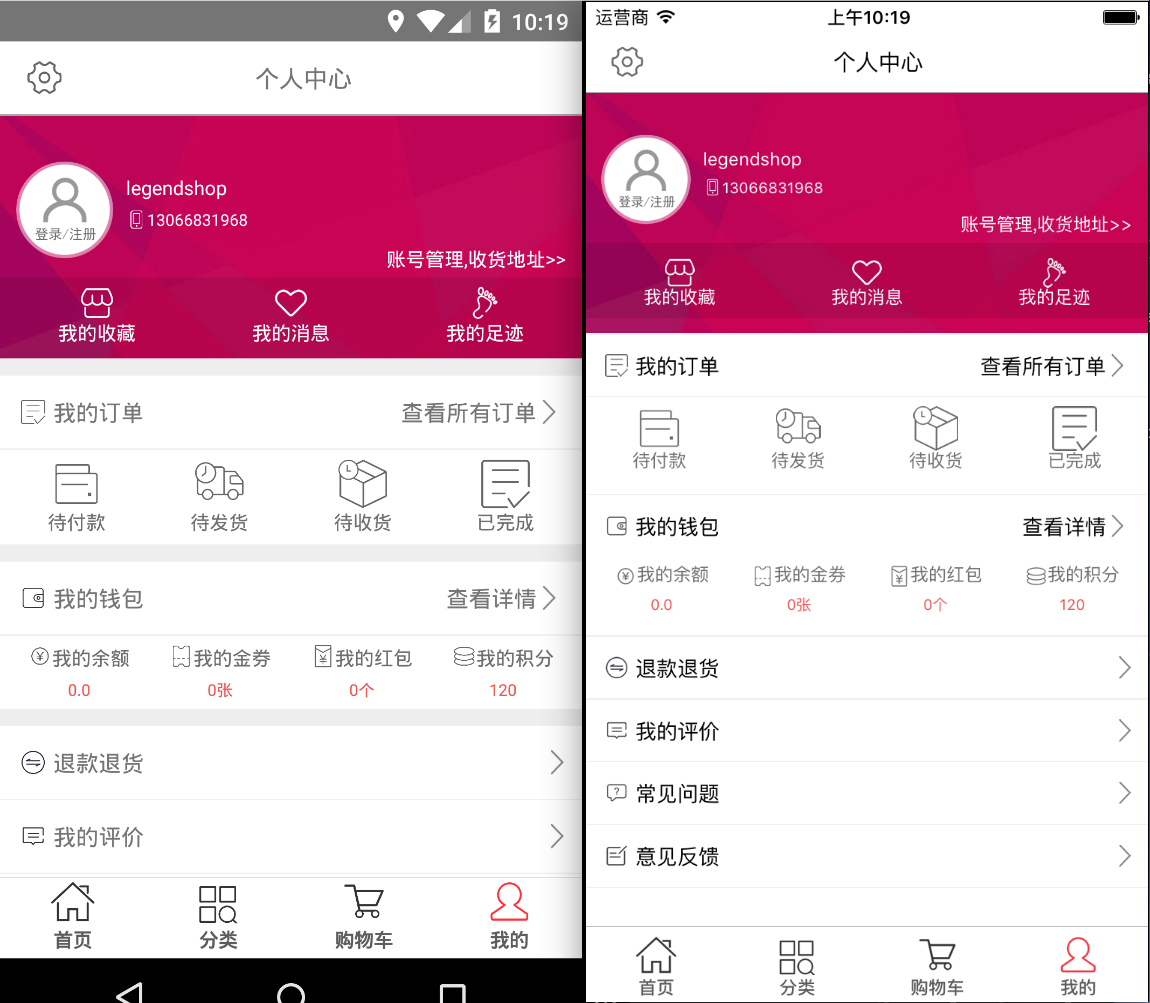 10:19
个人中心
登录/注册
legendshop
13066831968
账号管理,收货地址>>
我的收藏 我的消息 我的足迹
我的订单 查看所有订单
待付款 待发货 待收货 已完成
我的钱包 查看详情
我的余额 我的金券 我的红包 我的积分
0.0 0张 0个 120
退款退货
我的评价
首页 分类 购物车 我的
运营商 上午10:19
个人中心
登录/注册
legendshop
13066831968
账号管理,收货地址>>
我的收藏 我的消息 我的足迹
我的订单 查看所有订单
待付款 待发货 待收货 已完成
我的钱包 查看详情
我的余额 我的金券 我的红包 我的积分
0.0 0张 0个 120
退款退货
我的评价
常见问题
意见反馈
首页 分类 购物车 我的